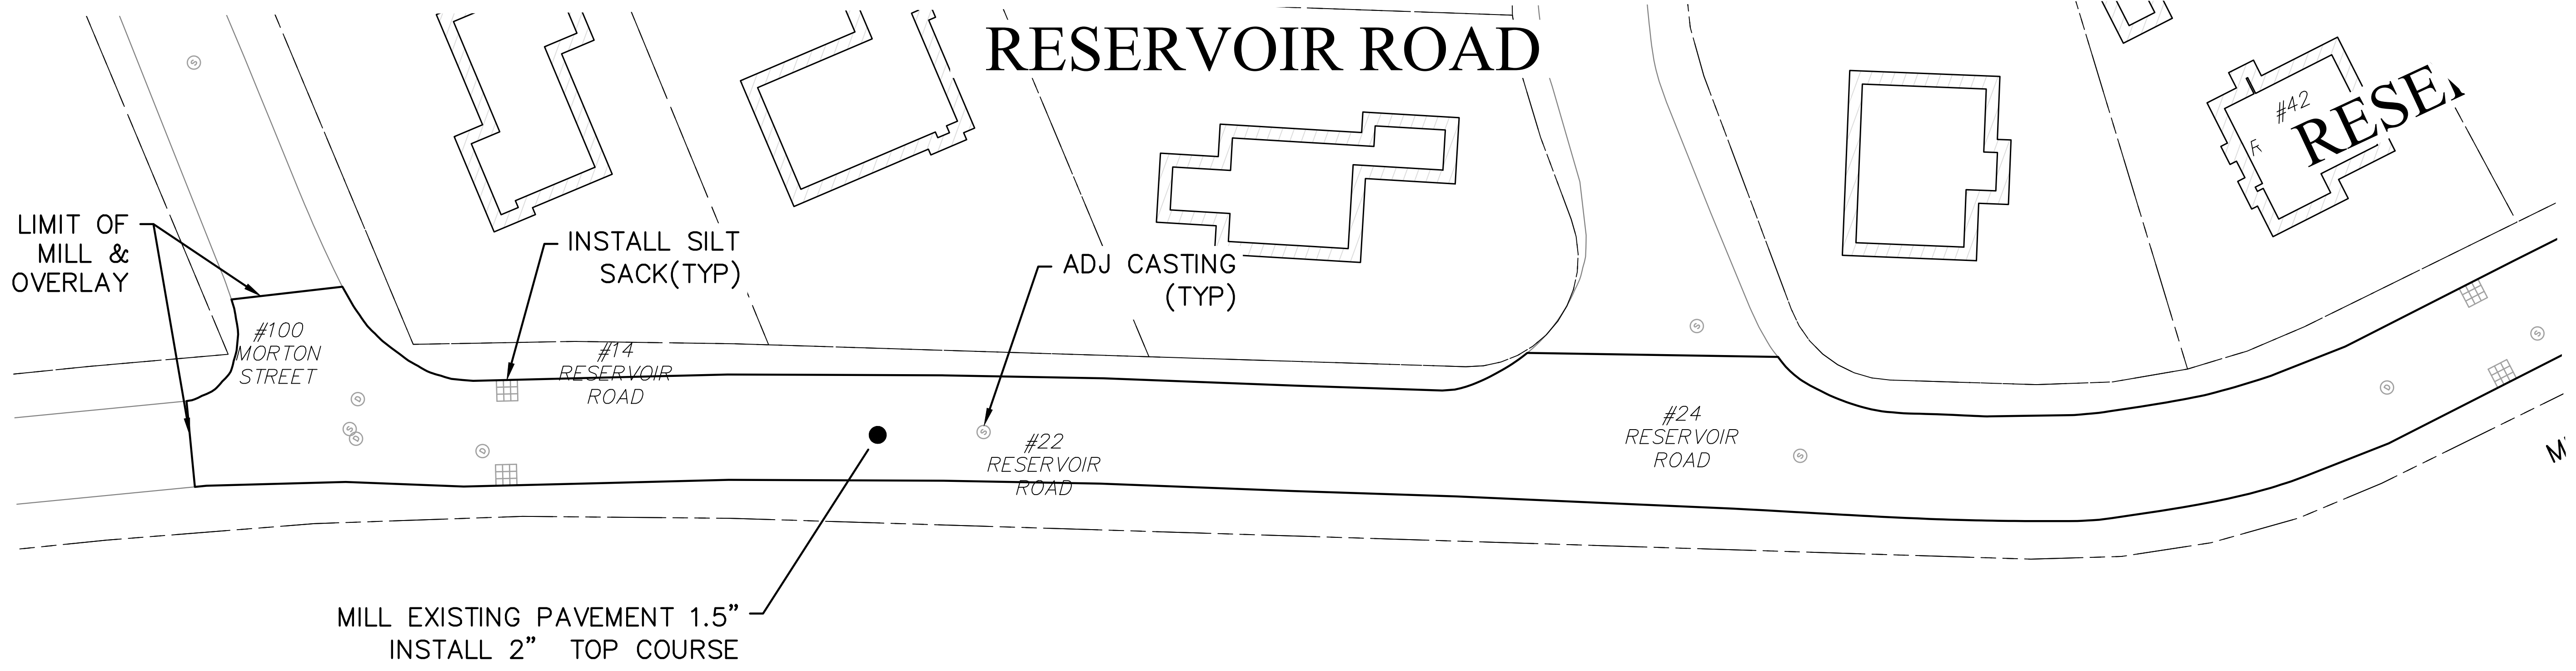 RESERVOIR ROAD
#42
RESE
LIMIT OF
MILL &
OVERLAY
INSTALL SILT
SACK(TYP)
ADJ CASTING
(TYP)
#100
MORTON
STREET
#14
RESERVOIR
ROAD
#22
RESERVOIR
ROAD
#24
RESERVOIR
ROAD
MILL EXISTING PAVEMENT 1.5”
INSTALL 2” TOP COURSE
S
S
D
S
D
D
S
S
D
S